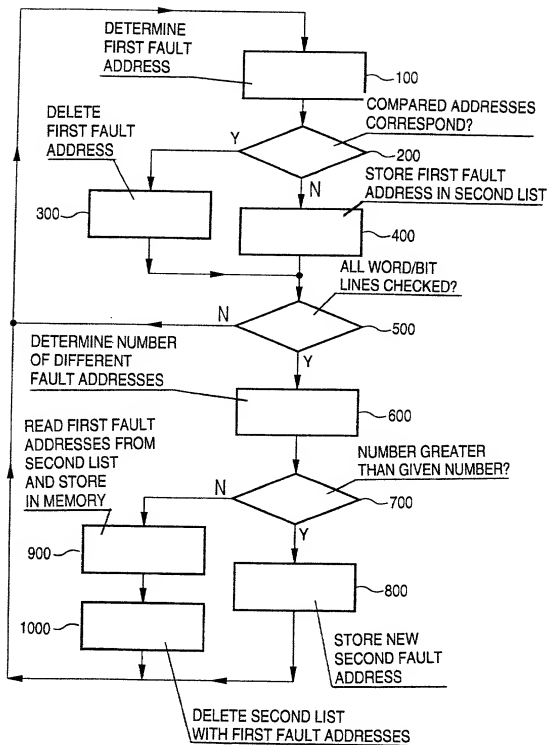 DETERMINE
FIRST FAULT
ADDRESS
100
COMPARED ADDRESSES
CORRESPOND?
DELETE
FIRST FAULT
ADDRESS
Y
200
N
STORE FIRST FAULT
ADDRESS IN SECOND LIST
300
400
ALL WORD/BIT
LINES CHECKED?
N
500
DETERMINE NUMBER
OF DIFFERENT
FAULT ADDRESSES
Y
600
READ FIRST FAULT
ADDRESSES FROM
SECOND LIST
AND STORE
IN MEMORY
NUMBER GREATER
THAN GIVEN NUMBER?
N
700
Y
900
800
1000
STORE NEW
SECOND FAULT
ADDRESS
DELETE SECOND LIST
WITH FIRST FAULT ADDRESSES